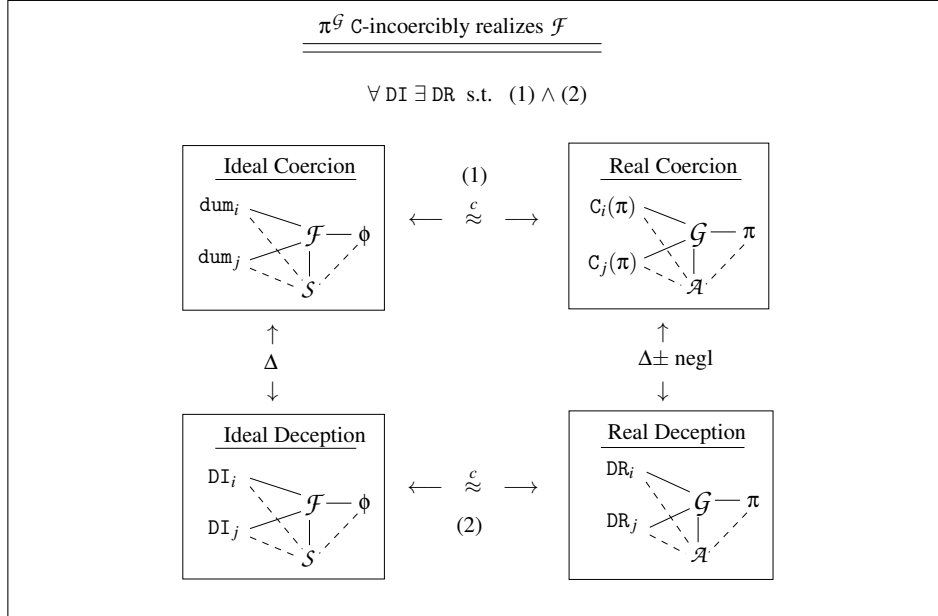 π^𝒢 C-incoercibly realizes ℱ
∀ DI ∃ DR s.t. (1) ∧ (2)
Ideal Coercion
dum_i
ℱ
ϕ
dum_j
𝒮
(1)
← ≈^c →
Real Coercion
C_i(π)
𝒢
π
C_j(π)
𝒜
↑
Δ
↓
↑
Δ± negl
↓
Ideal Deception
DI_i
ℱ
ϕ
DI_j
𝒮
← ≈^c →
(2)
Real Deception
DR_i
𝒢
π
DR_j
𝒜